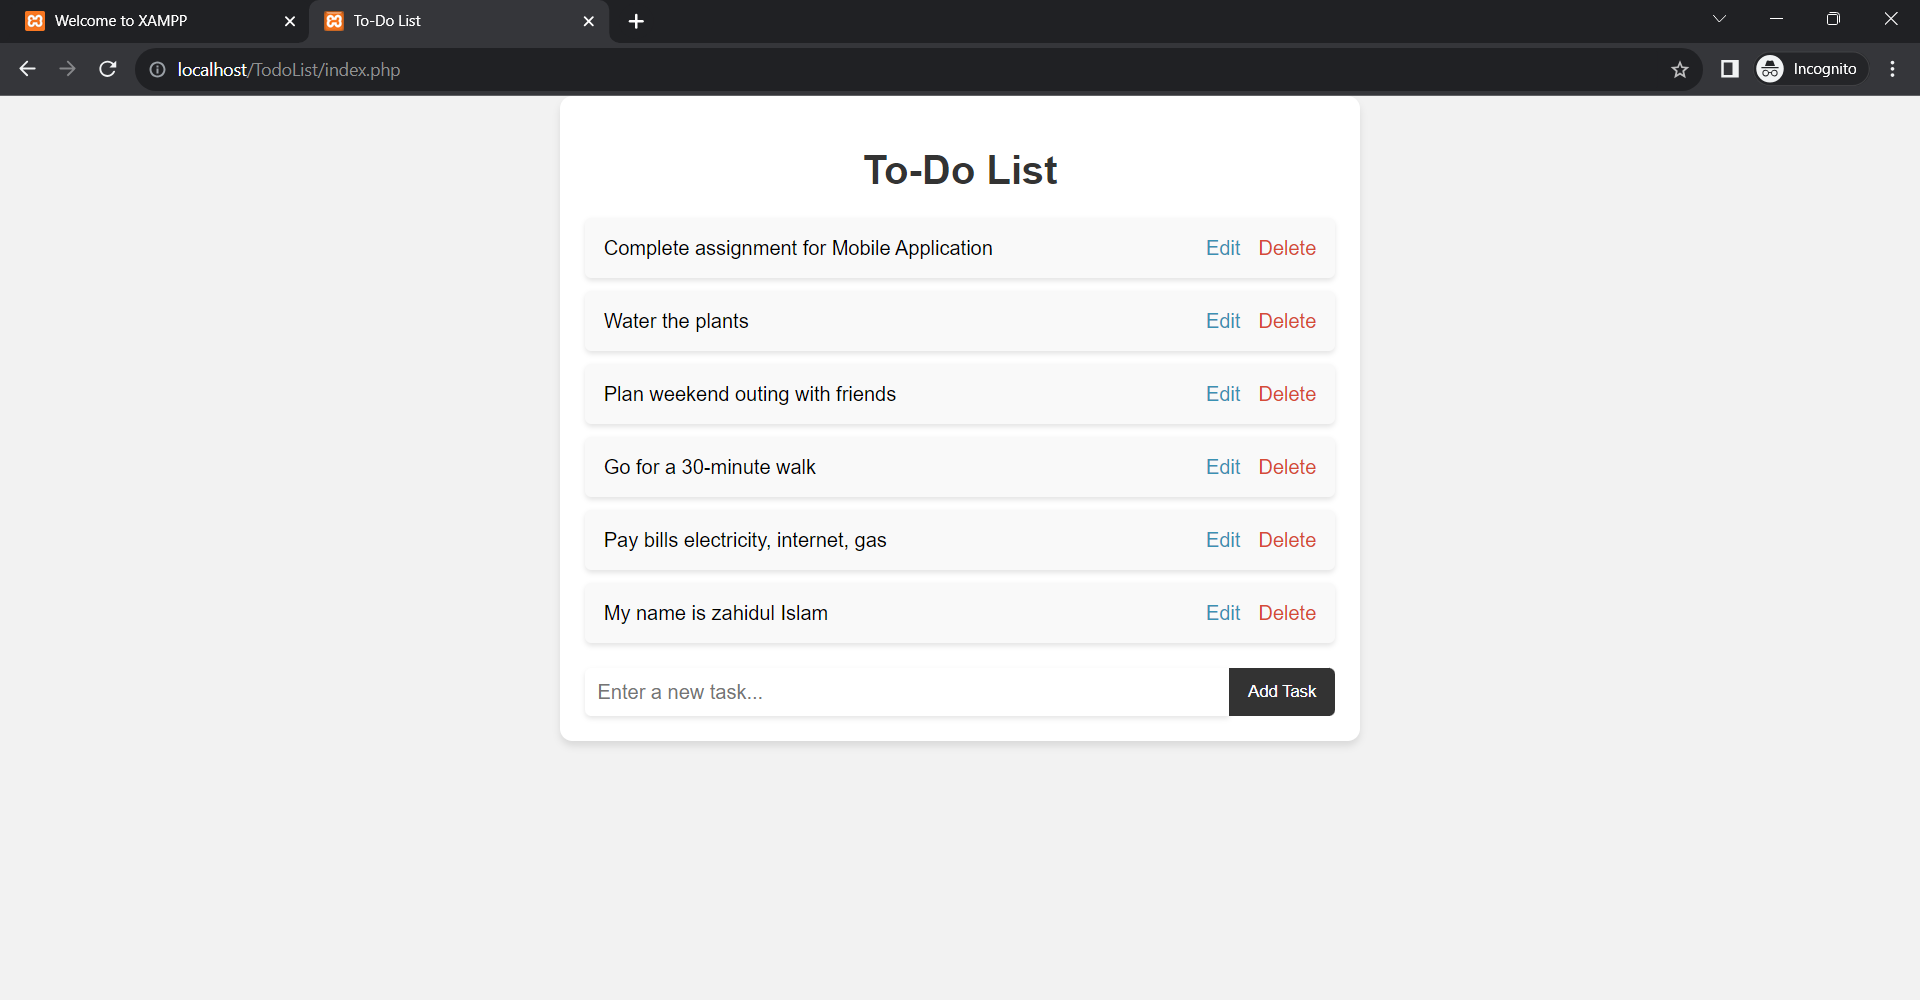 Welcome to XAMPP
To-Do List
localhost/TodoList/index.php
Incognito
To-Do List
Complete assignment for Mobile Application Edit Delete
Water the plants Edit Delete
Plan weekend outing with friends Edit Delete
Go for a 30-minute walk Edit Delete
Pay bills electricity, internet, gas Edit Delete
My name is zahidul Islam Edit Delete
Enter a new task... Add Task